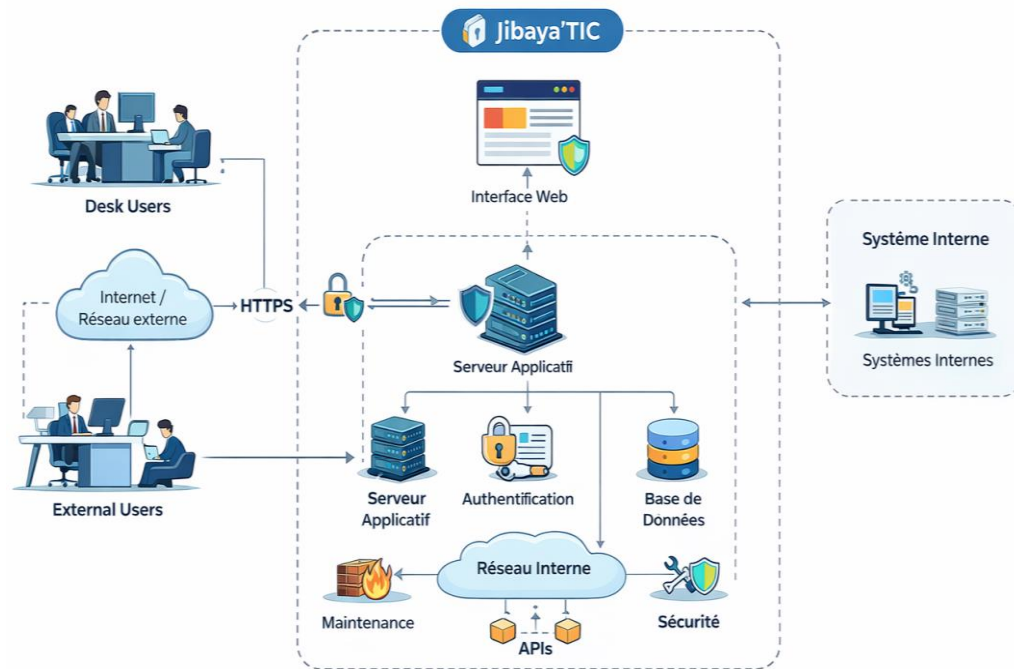 Jibaya'TIC
Interface Web
Desk Users
Internet /
Réseau externe
HTTPS
Serveur Applicatif
Système Interne
Systèmes Internes
External Users
Serveur
Applicatif
Authentification
Base de
Données
Réseau Interne
Maintenance
Sécurité
APIs